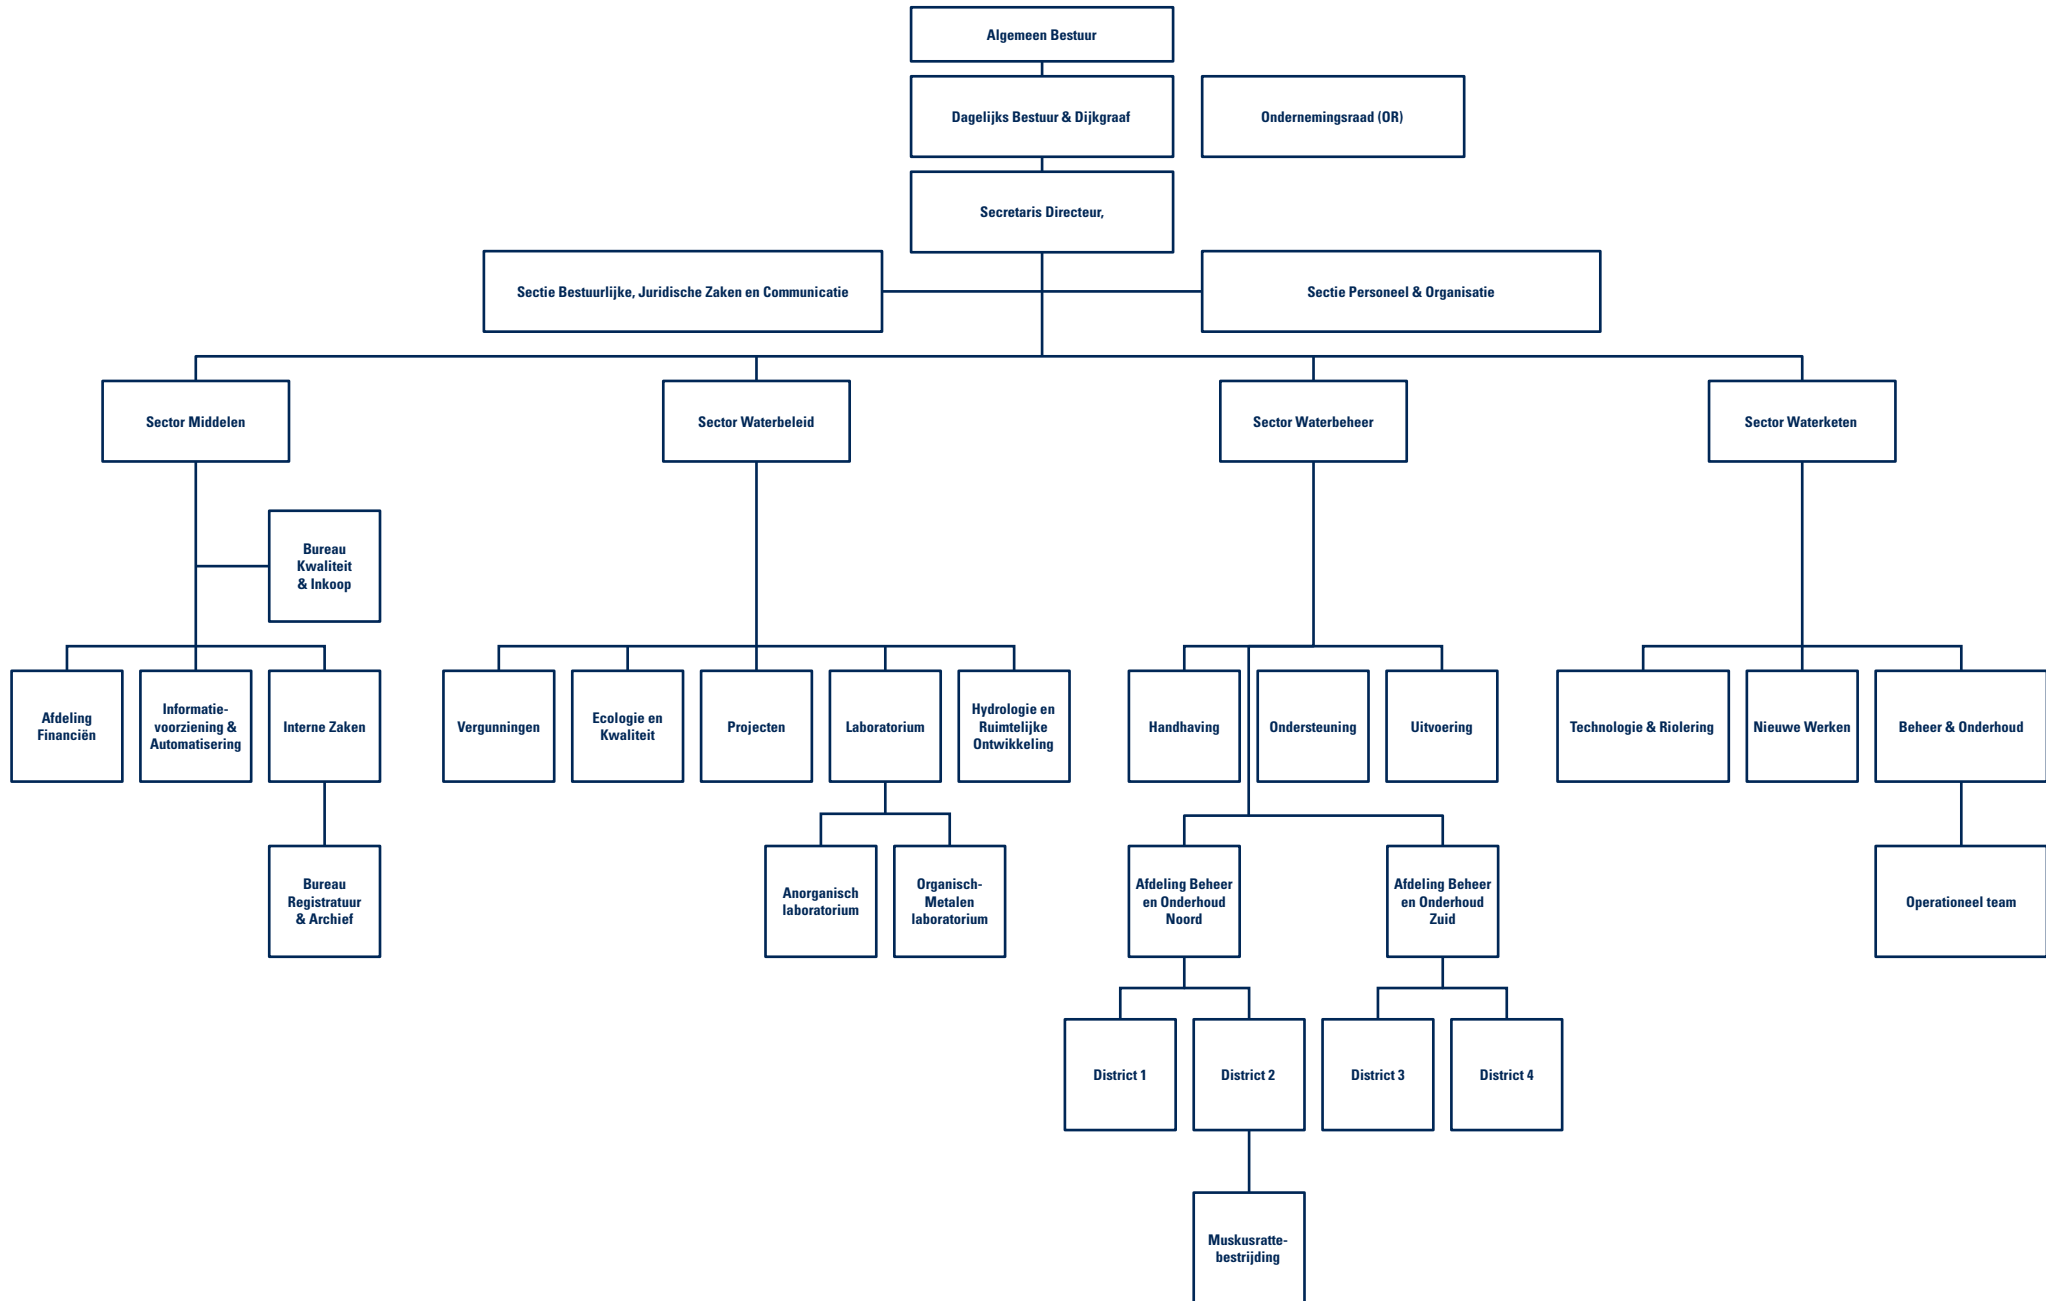 Algemeen Bestuur
Dagelijks Bestuur & Dijkgraaf
Ondernemingsraad (OR)
Secretaris Directeur,
Sectie Bestuurlijke, Juridische Zaken en Communicatie
Sectie Personeel & Organisatie
Sector Middelen
Sector Waterbeleid
Sector Waterbeheer
Sector Waterketen
Bureau
Kwaliteit
& Inkoop
Afdeling
Financiën
Informatie-
voorziening &
Automatisering
Interne Zaken
Vergunningen
Ecologie en
Kwaliteit
Projecten
Laboratorium
Hydrologie en
Ruimtelijke
Ontwikkeling
Handhaving
Ondersteuning
Uitvoering
Technologie & Riolering
Nieuwe Werken
Beheer & Onderhoud
Bureau
Registratuur
& Archief
Anorganisch
laboratorium
Organisch-
Metalen
laboratorium
Afdeling Beheer
en Onderhoud
Noord
Afdeling Beheer
en Onderhoud
Zuid
Operationeel team
District 1
District 2
District 3
District 4
Muskusratte-
bestrijding